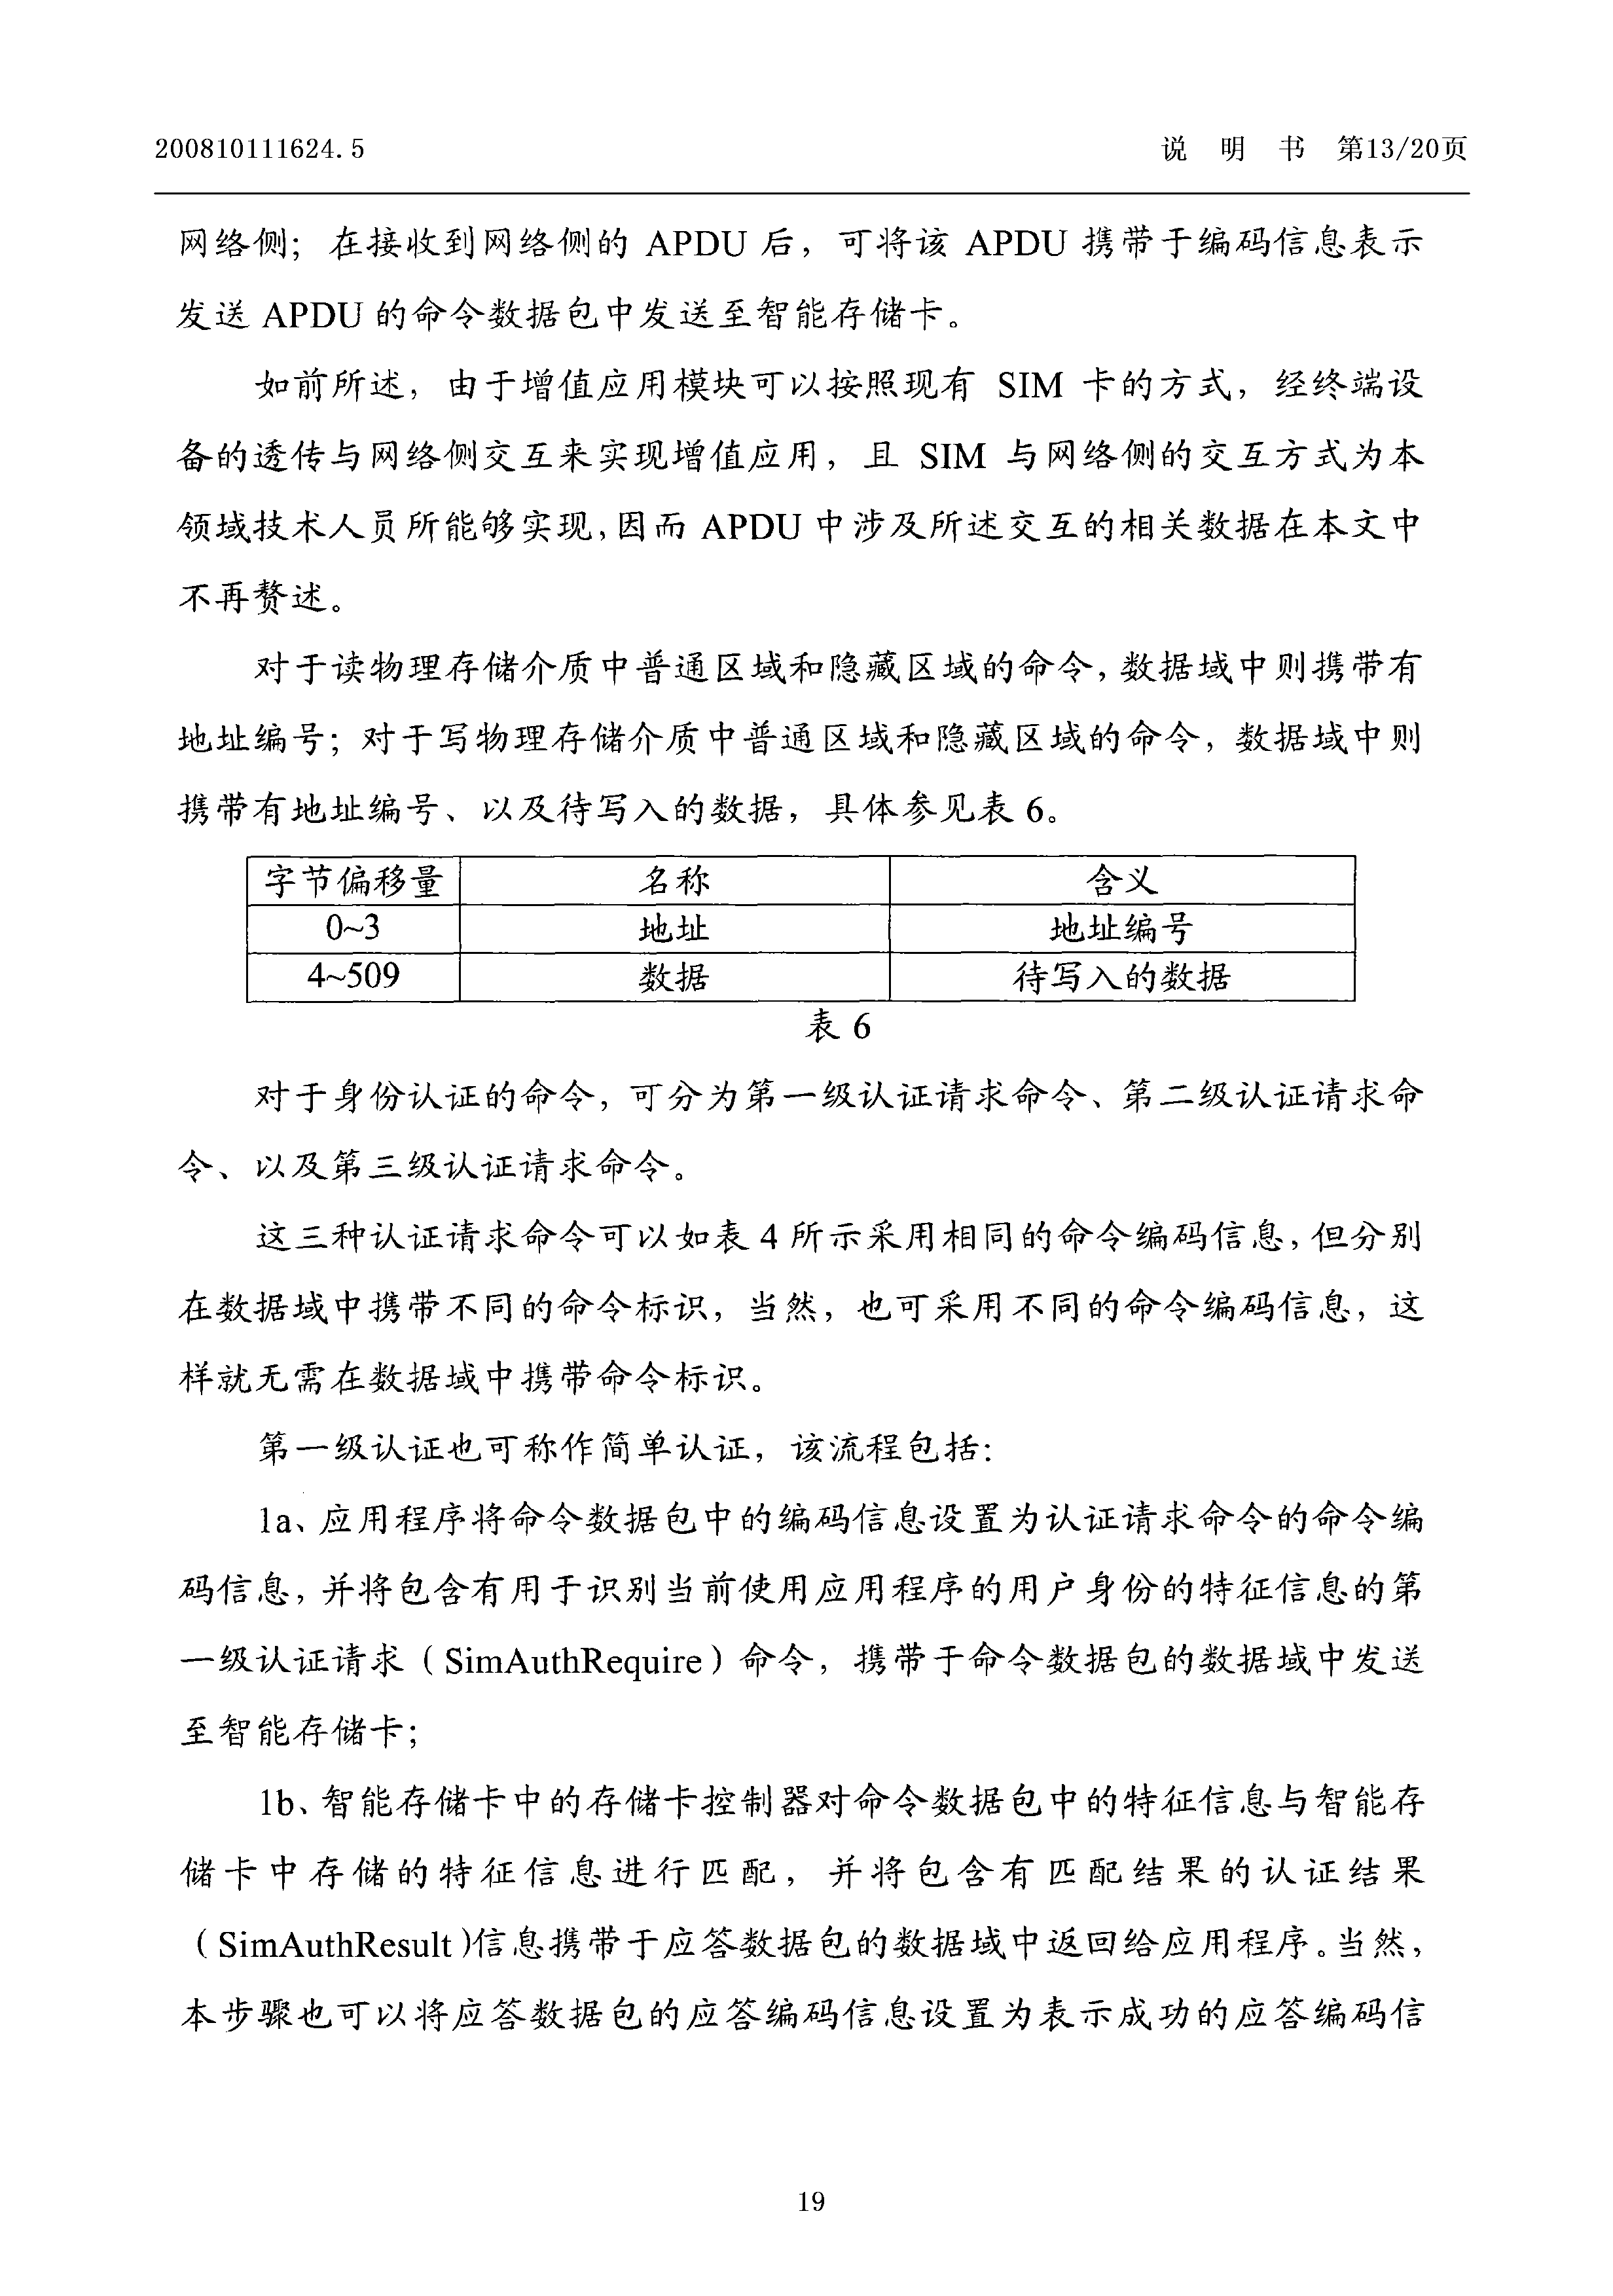 200810111624.5 说 明 书 第13/20页
网络侧；在接收到网络侧的 APDU 后，可将该 APDU 携带于编码信息表示
发送 APDU 的命令数据包中发送至智能存储卡。
如前所述，由于增值应用模块可以按照现有 SIM 卡的方式，经终端设
备的透传与网络侧交互来实现增值应用，且 SIM 与网络侧的交互方式为本
领域技术人员所能够实现，因而 APDU 中涉及所述交互的相关数据在本文中
不再赘述。
对于读物理存储介质中普通区域和隐藏区域的命令，数据域中则携带有
地址编号；对于写物理存储介质中普通区域和隐藏区域的命令，数据域中则
携带有地址编号、以及待写入的数据，具体参见表 6。
字节偏移量 名称 含义
0~3 地址 地址编号
4~509 数据 待写入的数据
表 6
对于身份认证的命令，可分为第一级认证请求命令、第二级认证请求命
令、以及第三级认证请求命令。
这三种认证请求命令可以如表 4 所示采用相同的命令编码信息，但分别
在数据域中携带不同的命令标识，当然，也可采用不同的命令编码信息，这
样就无需在数据域中携带命令标识。
第一级认证也可称作简单认证，该流程包括：
1a、应用程序将命令数据包中的编码信息设置为认证请求命令的命令编
码信息，并将包含有用于识别当前使用应用程序的用户身份的特征信息的第
一级认证请求（SimAuthRequire）命令，携带于命令数据包的数据域中发送
至智能存储卡；
1b、智能存储卡中的存储卡控制器对命令数据包中的特征信息与智能存
储卡中存储的特征信息进行匹配，并将包含有匹配结果的认证结果
（SimAuthResult)信息携带于应答数据包的数据域中返回给应用程序。当然，
本步骤也可以将应答数据包的应答编码信息设置为表示成功的应答编码信
19